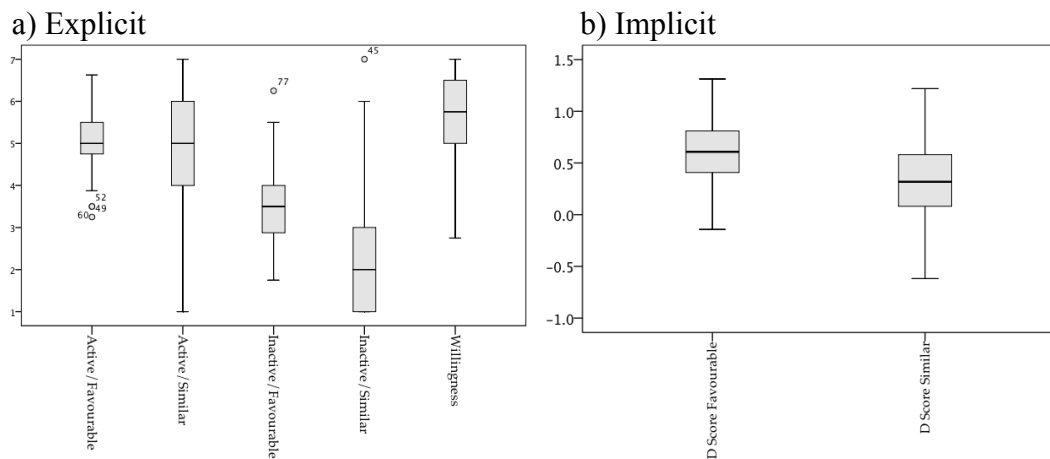 a) Explicit
7
6
5
4
3
2
1
52
49
60
77
45
Active/Favourable
Active/Similar
Inactive/Favourable
Inactive/Similar
Willingness
b) Implicit
1.5
1.0
0.5
0.0
-0.5
-1.0
D Score Favourable
D Score Similar